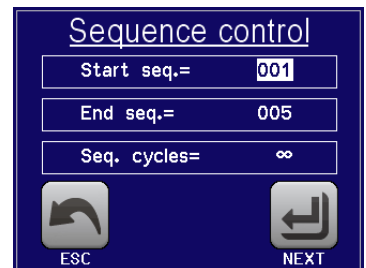 Sequence control
Start seq.= 001
End seq.= 005
Seq. cycles= ∞
ESC NEXT